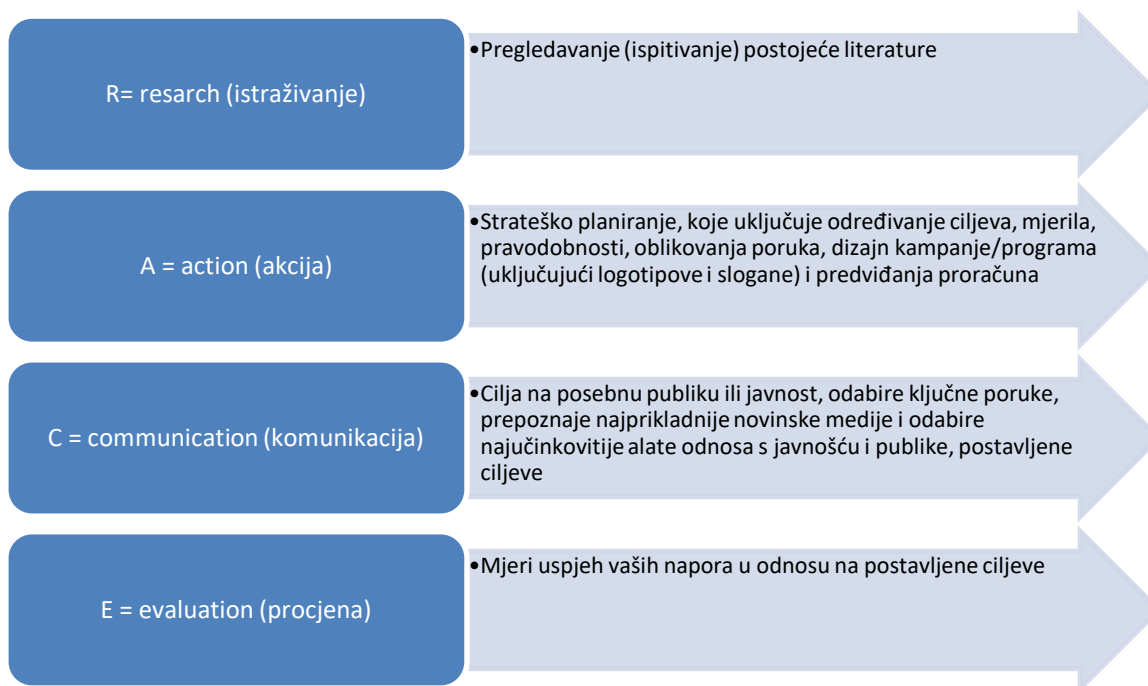 R= resarch (istraživanje)
•Pregledavanje (ispitivanje) postojeće literature
A = action (akcija)
•Strateško planiranje, koje uključuje određivanje ciljeva, mjerila,
pravodobnosti, oblikovanja poruka, dizajn kampanje/programa
(uključujući logotipove i slogane) i predviđanja proračuna
C = communication (komunikacija)
•Cilja na posebnu publiku ili javnost, odabire ključne poruke,
prepoznaje najprikladnije novinske medije i odabire
najučinkovitije alate odnosa s javnošću i publike, postavljene
ciljeve
E = evaluation (procjena)
•Mjeri uspjeh vaših napora u odnosu na postavljene ciljeve